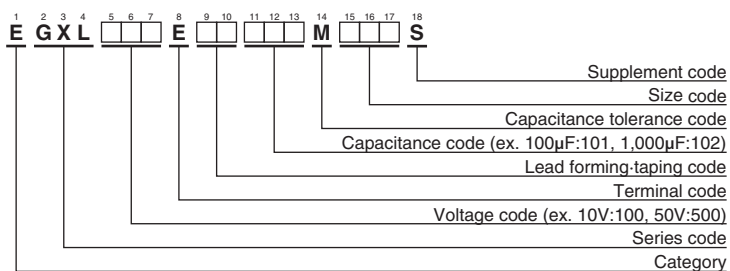 1 2 3 4 5 6 7 8 9 10 11 12 13 14 15 16 17 18
E G X L E M S
Supplement code
Size code
Capacitance tolerance code
Capacitance code (ex. 100μF:101, 1,000μF:102)
Lead forming·taping code
Terminal code
Voltage code (ex. 10V:100, 50V:500)
Series code
Category